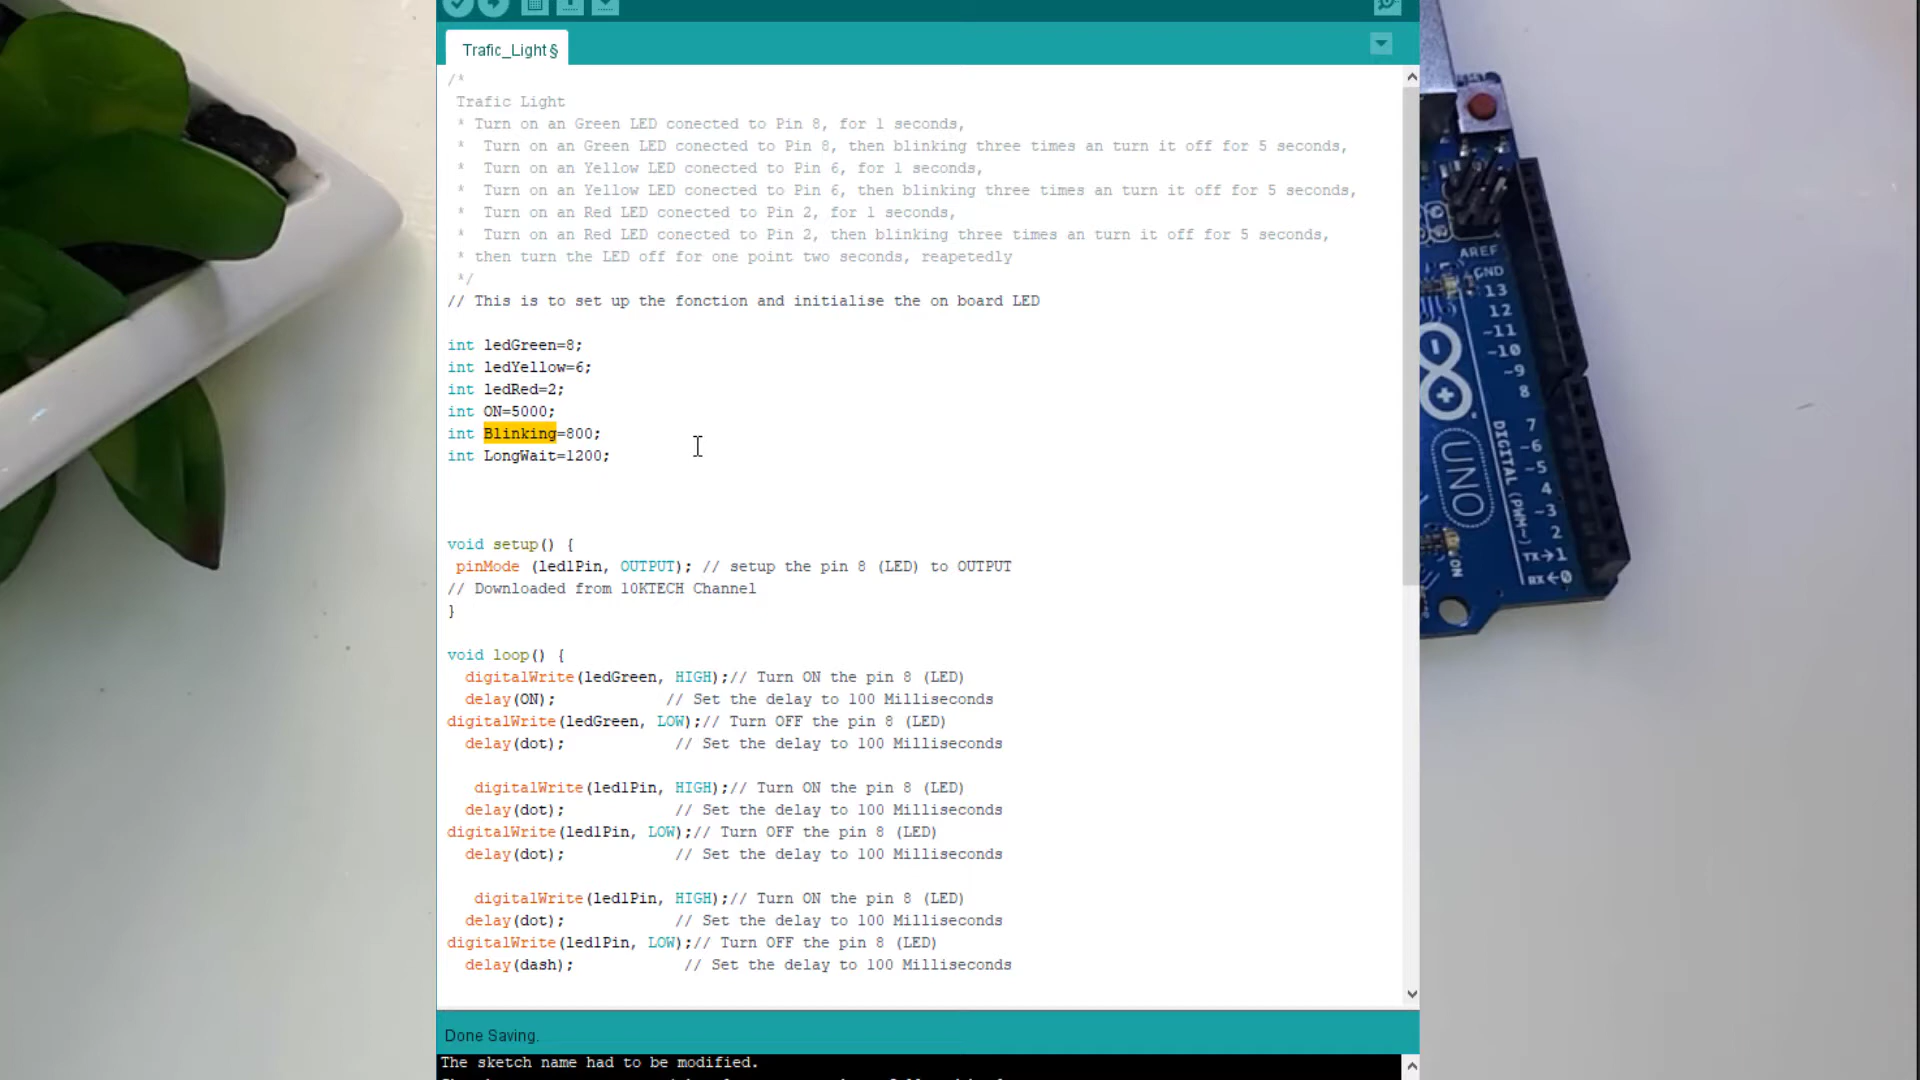 Trafic_Light§
/*
Trafic Light
* Turn on an Green LED conected to Pin 8, for 1 seconds,
*  Turn on an Green LED conected to Pin 8, then blinking three times an turn it off for 5 seconds,
*  Turn on an Yellow LED conected to Pin 6, for 1 seconds,
*  Turn on an Yellow LED conected to Pin 6, then blinking three times an turn it off for 5 seconds,
*  Turn on an Red LED conected to Pin 2, for 1 seconds,
*  Turn on an Red LED conected to Pin 2, then blinking three times an turn it off for 5 seconds,
* then turn the LED off for one point two seconds, reapetedly
*/
// This is to set up the fonction and initialise the on board LED
int ledGreen=8;
int ledYellow=6;
int ledRed=2;
int ON=5000;
int Blinking=800;
int LongWait=1200;
void setup() {
pinMode (led1Pin, OUTPUT); // setup the pin 8 (LED) to OUTPUT
// Downloaded from 10KTECH Channel
}
void loop() {
digitalWrite(ledGreen, HIGH);// Turn ON the pin 8 (LED)
delay(ON); // Set the delay to 100 Milliseconds
digitalWrite(ledGreen, LOW);// Turn OFF the pin 8 (LED)
delay(dot); // Set the delay to 100 Milliseconds
digitalWrite(led1Pin, HIGH);// Turn ON the pin 8 (LED)
delay(dot); // Set the delay to 100 Milliseconds
digitalWrite(led1Pin, LOW);// Turn OFF the pin 8 (LED)
delay(dot); // Set the delay to 100 Milliseconds
digitalWrite(led1Pin, HIGH);// Turn ON the pin 8 (LED)
delay(dot); // Set the delay to 100 Milliseconds
digitalWrite(led1Pin, LOW);// Turn OFF the pin 8 (LED)
delay(dash); // Set the delay to 100 Milliseconds
Done Saving.
The sketch name had to be modified.
AREF
GND
13
12
~11
~10
~9
8
7
~6
~5
4
~3
2
TX→1
RX←0
DIGITAL (PWM~)
UNO
ON